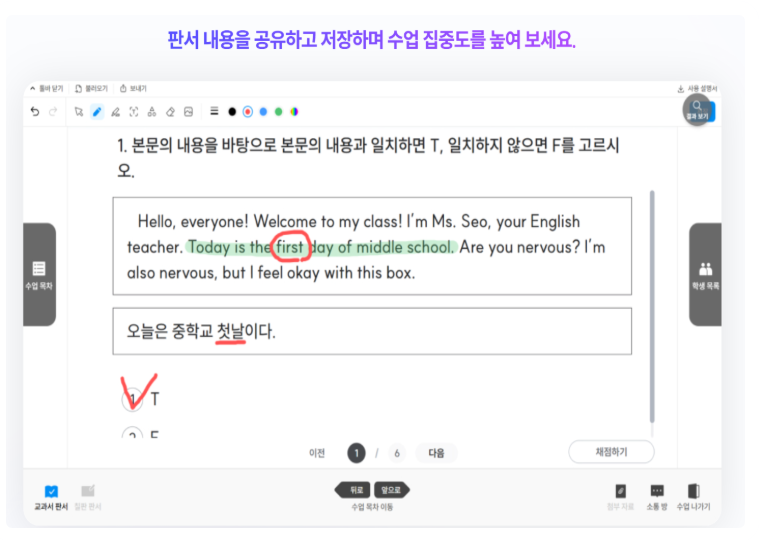 판서 내용을 공유하고 저장하며 수업 집중도를 높여 보세요.
툴바 닫기 불러오기 보내기 사용 설명서
결과 보기
1. 본문의 내용을 바탕으로 본문의 내용과 일치하면 T, 일치하지 않으면 F를 고르시
오.
Hello, everyone! Welcome to my class! I'm Ms. Seo, your English
teacher. Today is the first day of middle school. Are you nervous? I'm
also nervous, but I feel okay with this box.
수업 목차
학생 목록
오늘은 중학교 첫날이다.
1 T
2 F
이전 1 / 6 다음 채점하기
뒤로 앞으로
교과서 판서 일반 판서 수업 목차 이동 첨부 자료 소통 방 수업 나가기